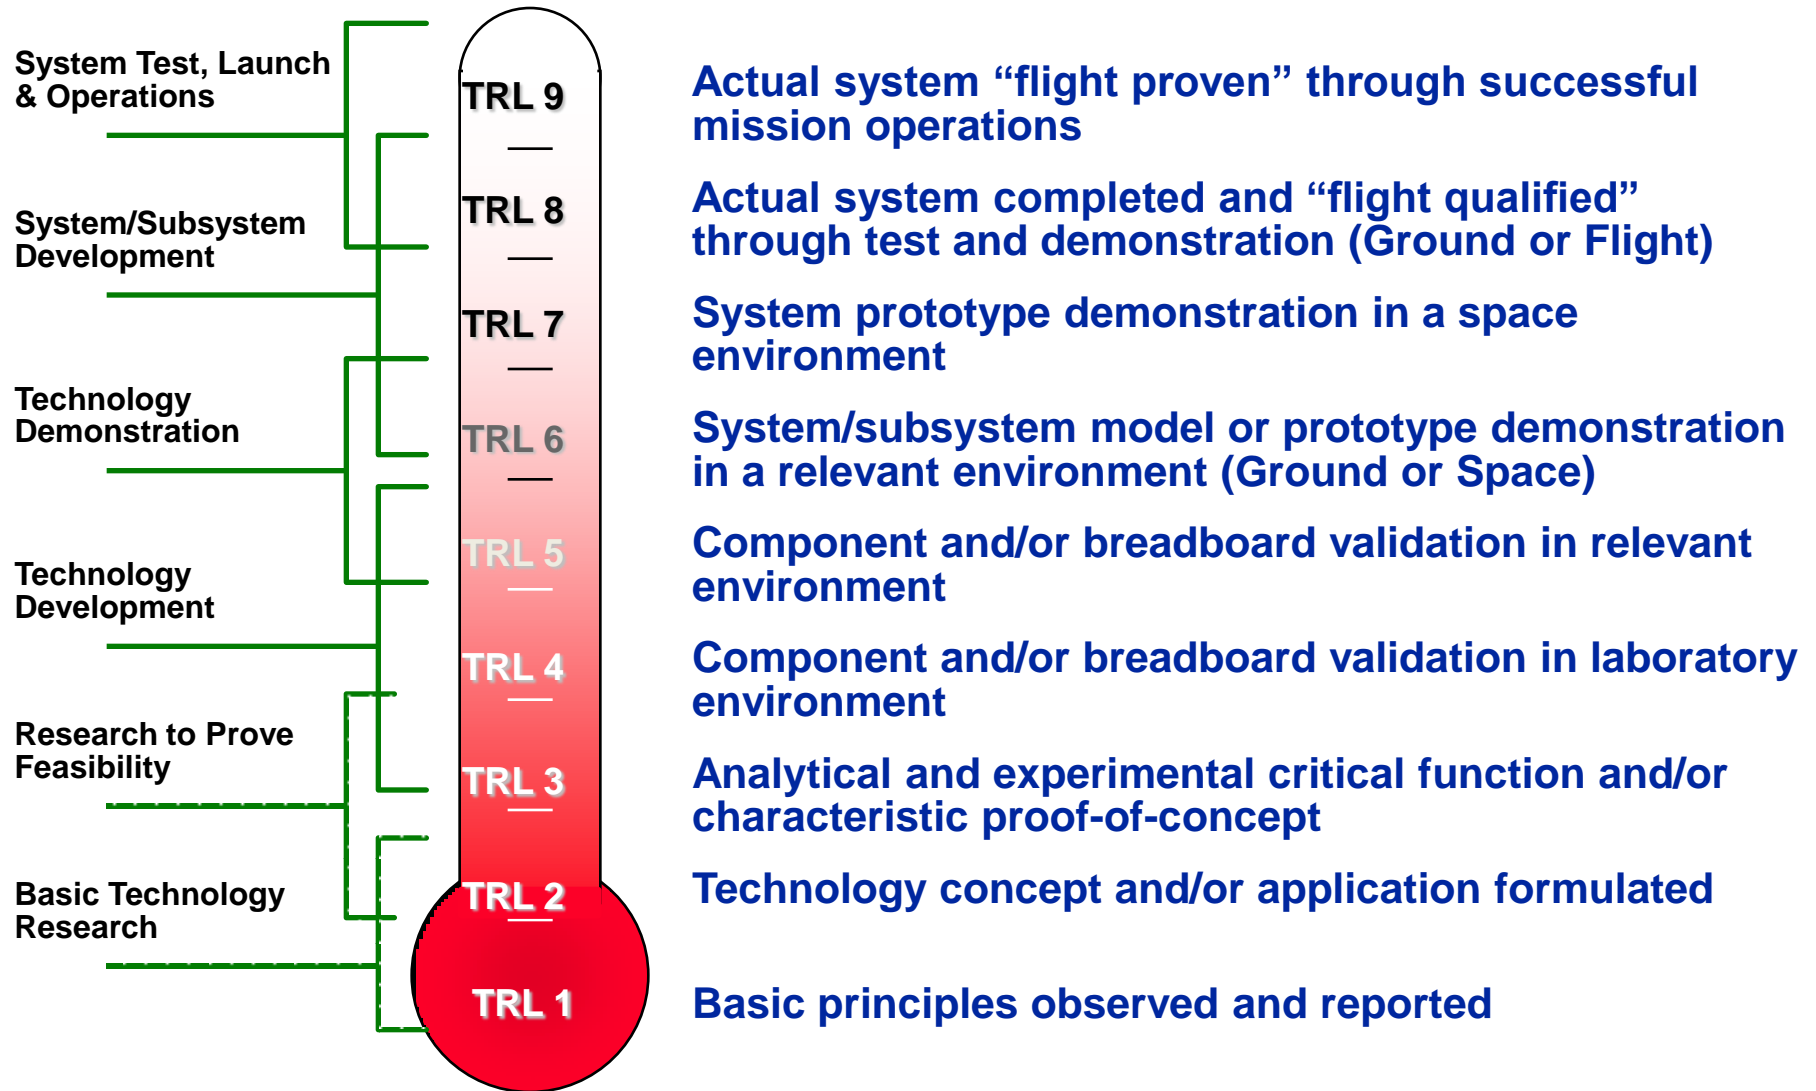 System Test, Launch
& Operations
System/Subsystem
Development
Technology
Demonstration
Technology
Development
Research to Prove
Feasibility
Basic Technology
Research
TRL 9
TRL 8
TRL 7
TRL 6
TRL 5
TRL 4
TRL 3
TRL 2
TRL 1
Actual system “flight proven” through successful
mission operations
Actual system completed and “flight qualified”
through test and demonstration (Ground or Flight)
System prototype demonstration in a space
environment
System/subsystem model or prototype demonstration
in a relevant environment (Ground or Space)
Component and/or breadboard validation in relevant
environment
Component and/or breadboard validation in laboratory
environment
Analytical and experimental critical function and/or
characteristic proof-of-concept
Technology concept and/or application formulated
Basic principles observed and reported